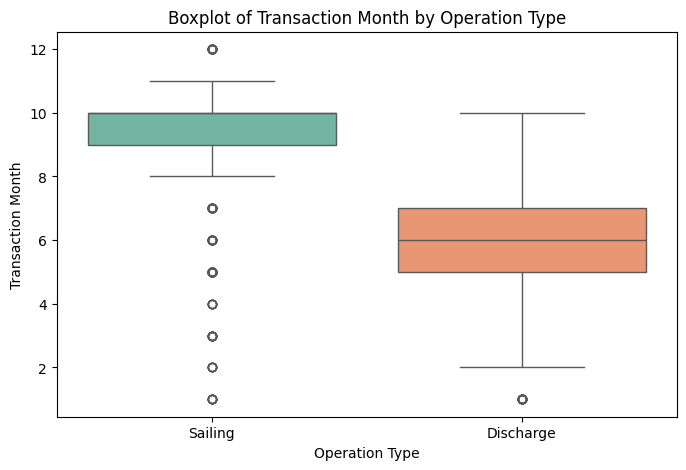 Boxplot of Transaction Month by Operation Type
12
10
8
6
4
2
Transaction Month
Sailing
Discharge
Operation Type